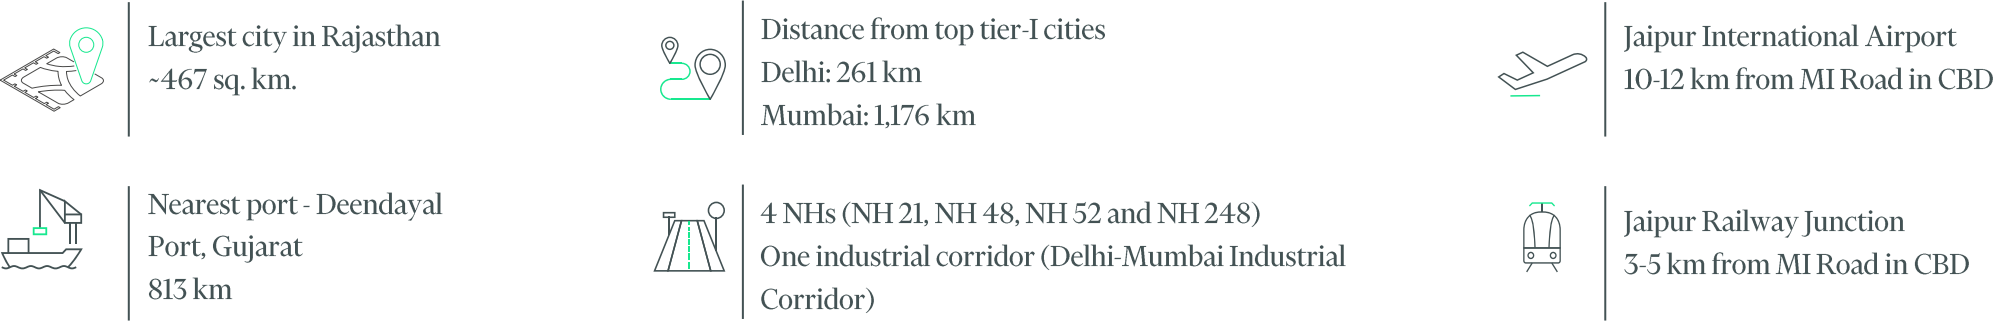 Largest city in Rajasthan
~467 sq. km.
Distance from top tier-I cities
Delhi: 261 km
Mumbai: 1,176 km
Jaipur International Airport
10-12 km from MI Road in CBD
Nearest port - Deendayal
Port, Gujarat
813 km
4 NHs (NH 21, NH 48, NH 52 and NH 248)
One industrial corridor (Delhi-Mumbai Industrial
Corridor)
Jaipur Railway Junction
3-5 km from MI Road in CBD